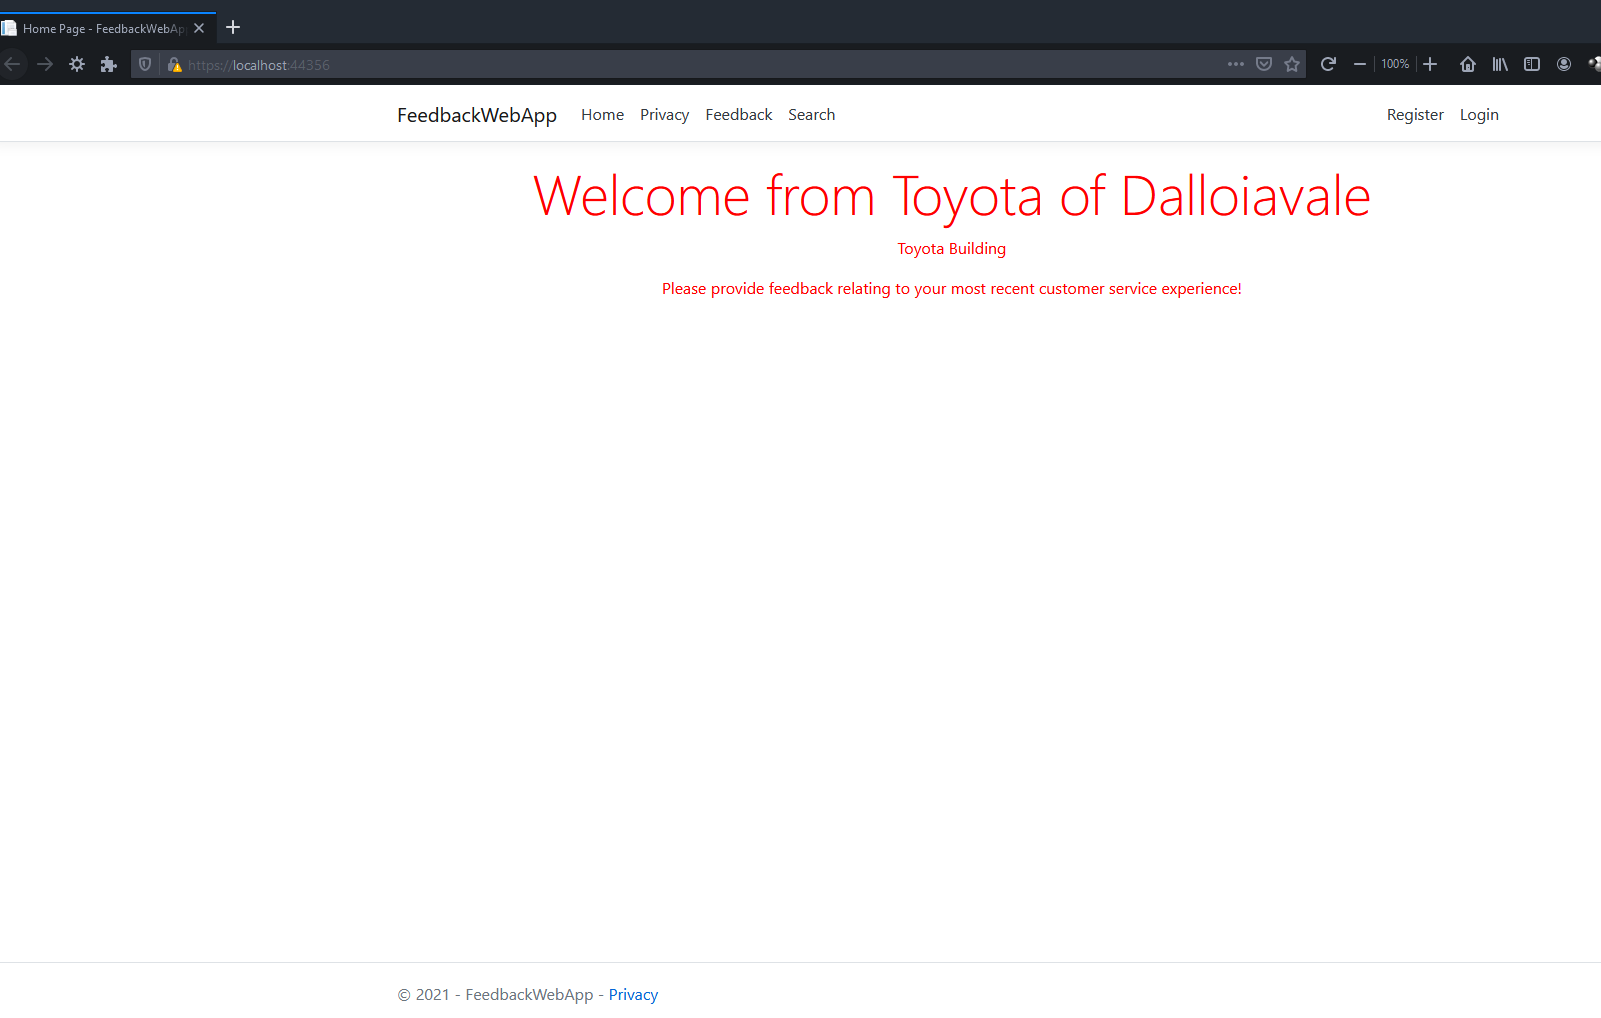 Home Page - FeedbackWebAp
https://localhost:44356
100%
FeedbackWebApp Home Privacy Feedback Search Register Login
Welcome from Toyota of Dalloiavale
Toyota Building
Please provide feedback relating to your most recent customer service experience!
© 2021 - FeedbackWebApp - Privacy